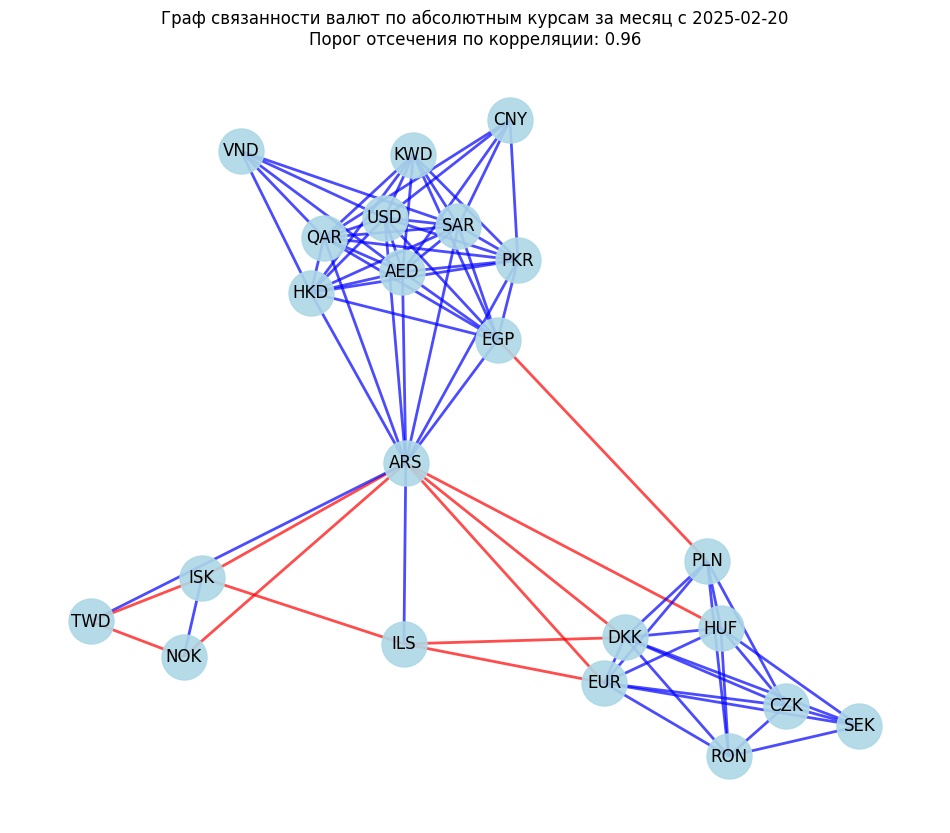 Граф связанности валют по абсолютным курсам за месяц с 2025-02-20
Порог отсечения по корреляции: 0.96
CNY
VND
KWD
USD
SAR
QAR
PKR
AED
HKD
EGP
ARS
PLN
ISK
TWD
HUF
DKK
ILS
NOK
EUR
CZK
SEK
RON